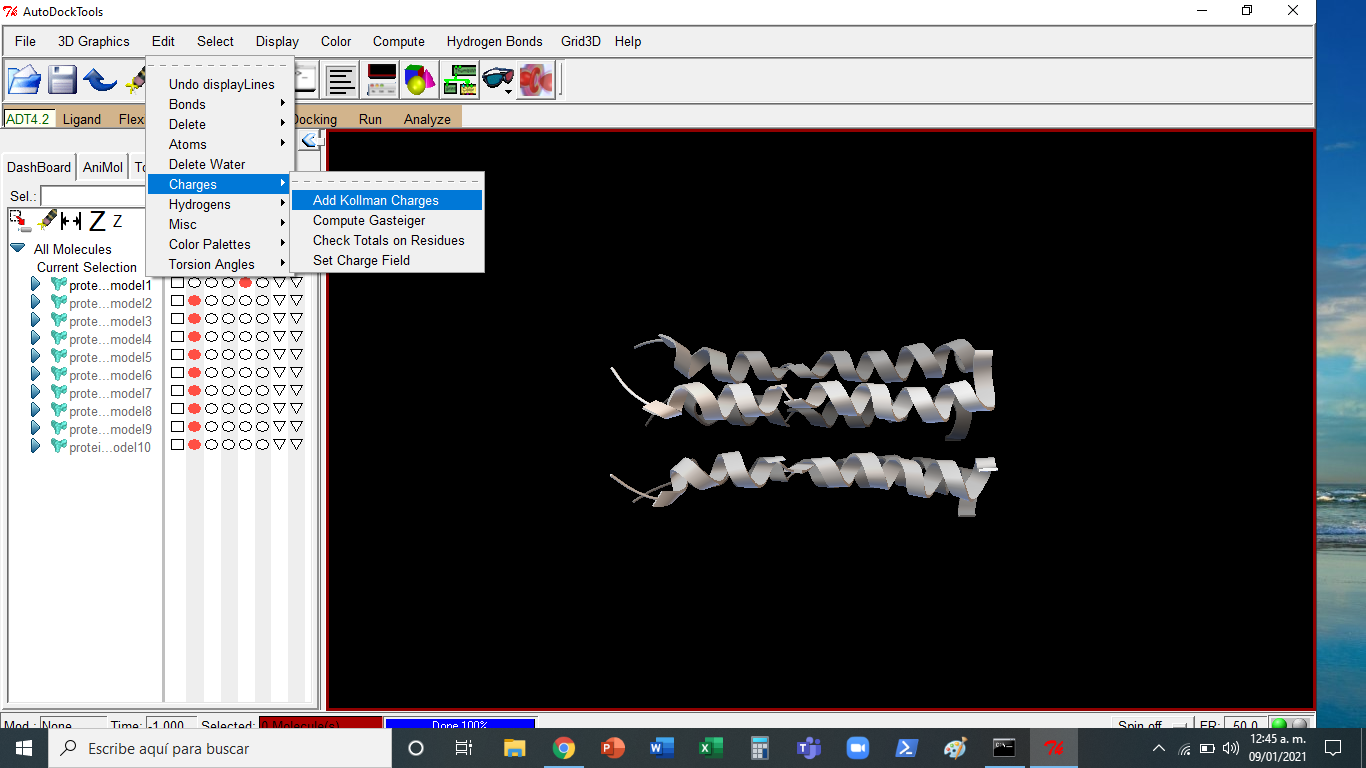 AutoDockTools
File 3D Graphics Edit Select Display Color Compute Hydrogen Bonds Grid3D Help
Undo displayLines
Bonds
Delete
Atoms
Delete Water
Charges
Hydrogens
Misc
Color Palettes
Torsion Angles
Add Kollman Charges
Compute Gasteiger
Check Totals on Residues
Set Charge Field
ADT4.2 Ligand Flex Docking Run Analyze
DashBoard AniMol To
Sel.:
Z Z
All Molecules
Current Selection
prote...model1
prote...model2
prote...model3
prote...model4
prote...model5
prote...model6
prote...model7
prote...model8
prote...model9
protei...odel10
Mod.: None Time: -1.000 Selected: 0 Molecule(s) Done 100% Spin off FR: 50.0
Escribe aquí para buscar
12:45 a. m.
09/01/2021